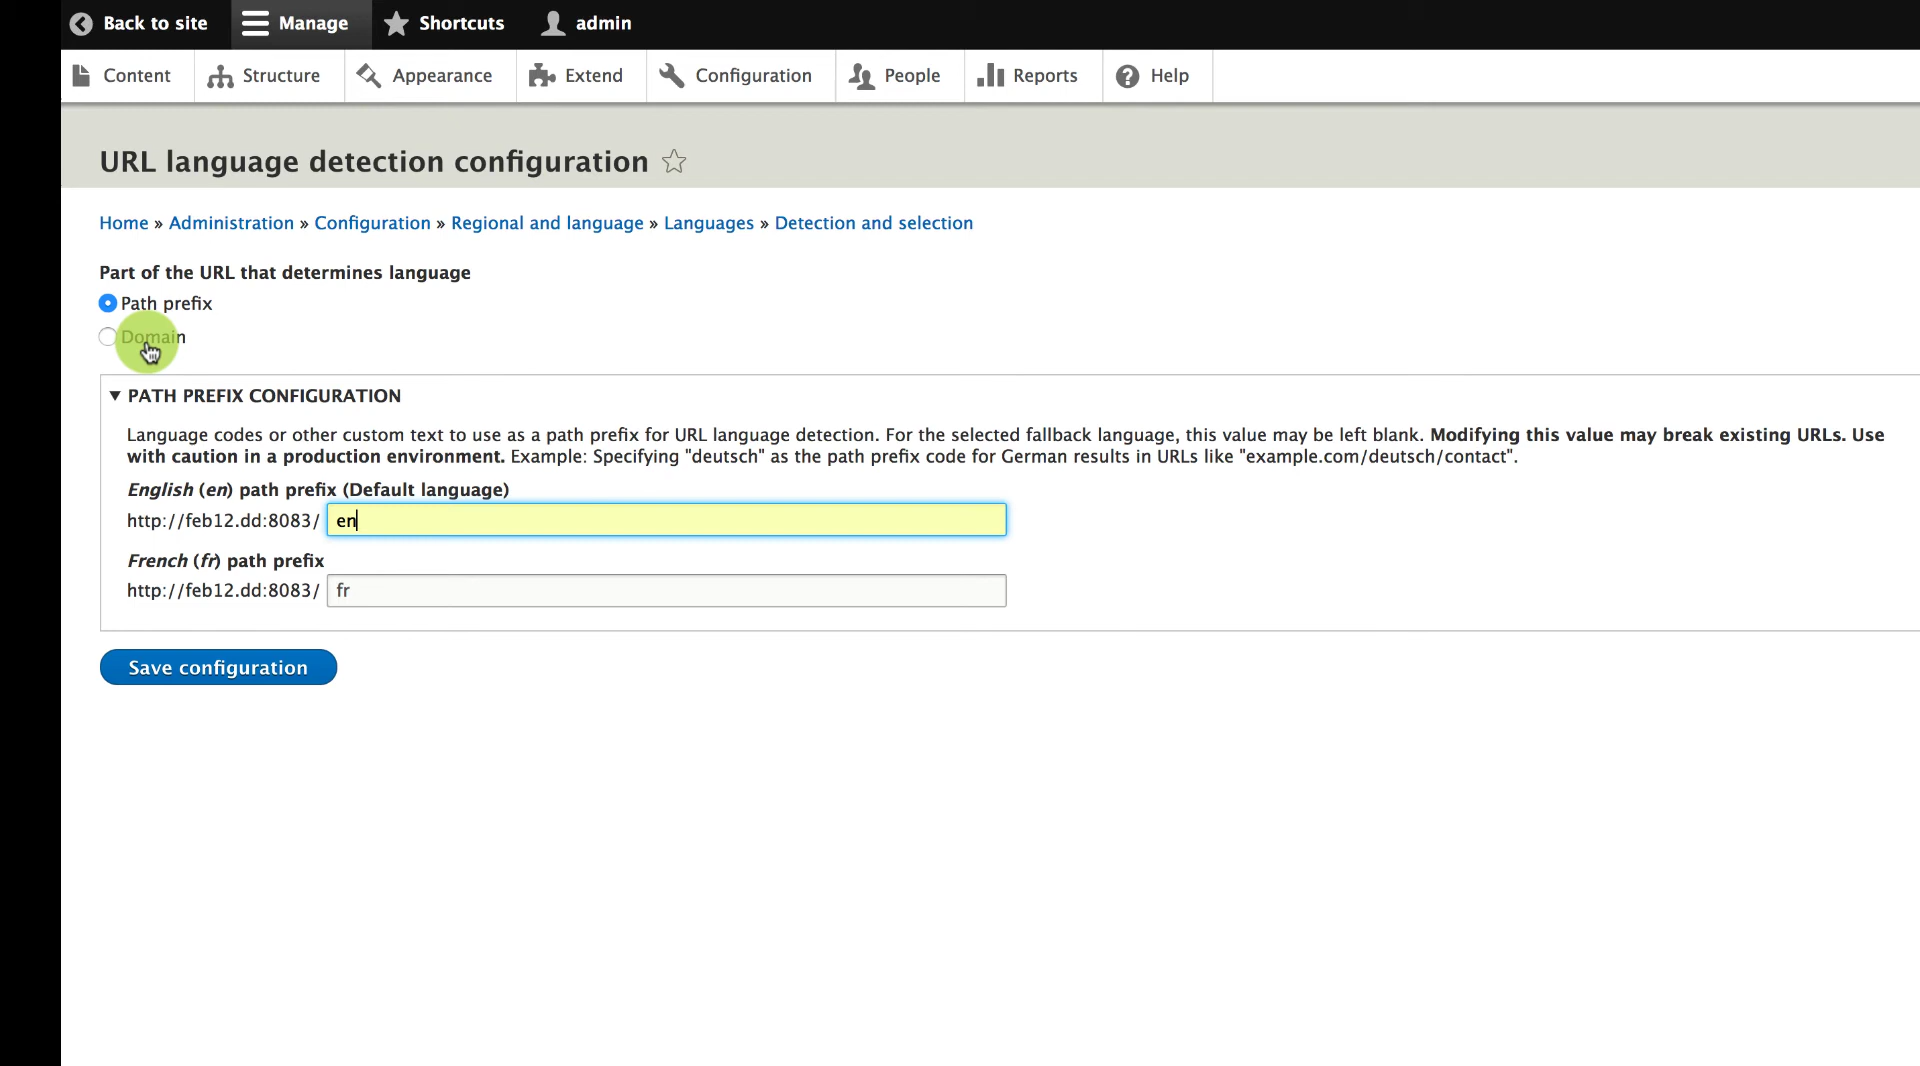 Back to site Manage Shortcuts admin
Content Structure Appearance Extend Configuration People Reports Help
URL language detection configuration
Home » Administration » Configuration » Regional and language » Languages » Detection and selection
Part of the URL that determines language
Path prefix
Domain
PATH PREFIX CONFIGURATION
Language codes or other custom text to use as a path prefix for URL language detection. For the selected fallback language, this value may be left blank. Modifying this value may break existing URLs. Use
with caution in a production environment. Example: Specifying "deutsch" as the path prefix code for German results in URLs like "example.com/deutsch/contact".
English (en) path prefix (Default language)
http://feb12.dd:8083/ en
French (fr) path prefix
http://feb12.dd:8083/ fr
Save configuration